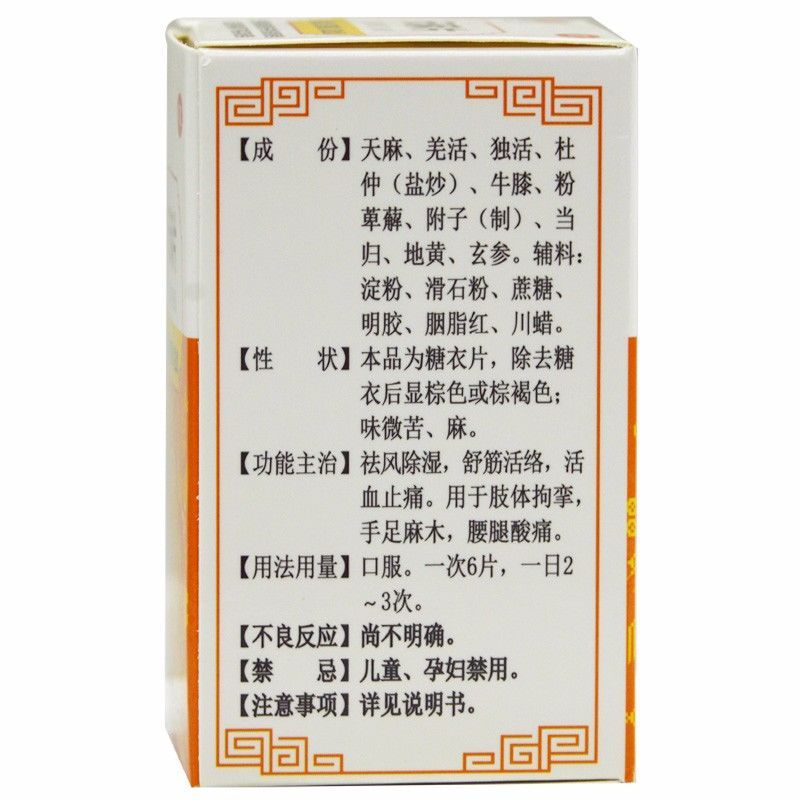 【成　　份】天麻、羌活、独活、杜
仲（盐炒）、牛膝、粉
萆薢、附子（制）、当
归、地黄、玄参。辅料：
淀粉、滑石粉、蔗糖、
明胶、胭脂红、川蜡。
【性　　状】本品为糖衣片，除去糖
衣后显棕色或棕褐色；
味微苦、麻。
【功能主治】祛风除湿，舒筋活络，活
血止痛。用于肢体拘挛，
手足麻木，腰腿酸痛。
【用法用量】口服。一次6片，一日2
～3次。
【不良反应】尚不明确。
【禁　　忌】儿童、孕妇禁用。
【注意事项】详见说明书。